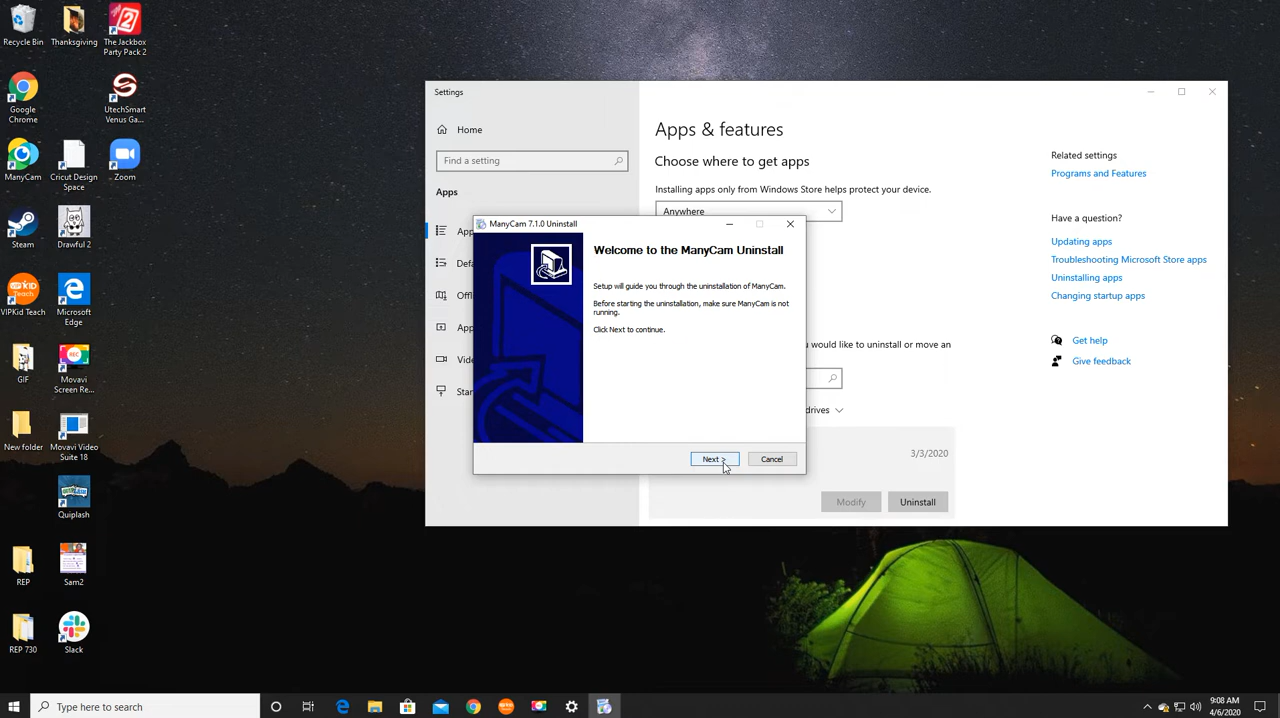 Recycle Bin
Thanksgiving
The Jackbox
Party Pack 2
Google
Chrome
UtechSmart
Venus Ga...
ManyCam
Cricut Design
Space
Zoom
Steam
Drawful 2
VIPKid Teach
Microsoft
Edge
GIF
Movavi
Screen Re...
New folder
Movavi Video
Suite 18
Quiplash
REP
Sam2
REP 730
Slack
Settings
Home
Find a setting
Apps
App
Defa
Offl
App
Vide
Star
Apps & features
Choose where to get apps
Installing apps only from Windows Store helps protect your device.
Anywhere
u would like to uninstall or move an
drives
3/3/2020
Modify
Uninstall
Related settings
Programs and Features
Have a question?
Updating apps
Troubleshooting Microsoft Store apps
Uninstalling apps
Changing startup apps
Get help
Give feedback
ManyCam 7.1.0 Uninstall
Welcome to the ManyCam Uninstall
Setup will guide you through the uninstallation of ManyCam.
Before starting the uninstallation, make sure ManyCam is not
running.
Click Next to continue.
Next >
Cancel
Type here to search
9:08 AM
4/6/2020